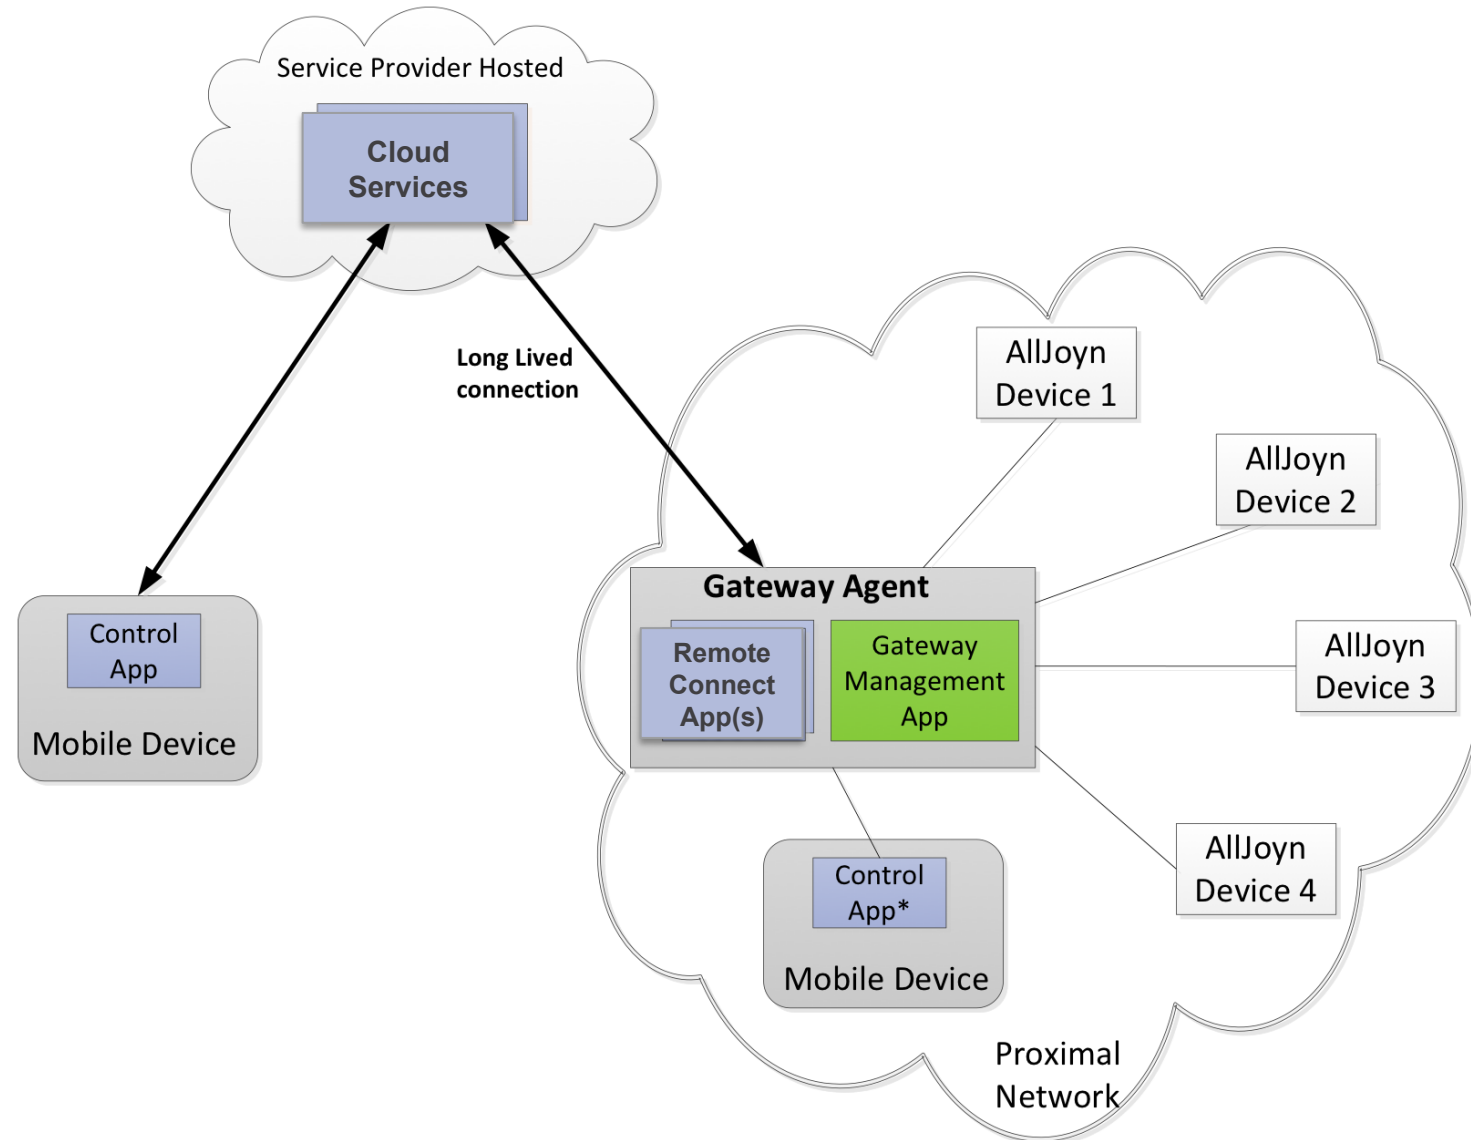 Service Provider Hosted
Cloud
Services
Long Lived
connection
AllJoyn
Device 1
AllJoyn
Device 2
Gateway Agent
Remote
Connect
App(s)
Gateway
Management
App
AllJoyn
Device 3
Control
App
Mobile Device
AllJoyn
Device 4
Control
App*
Mobile Device
Proximal
Network